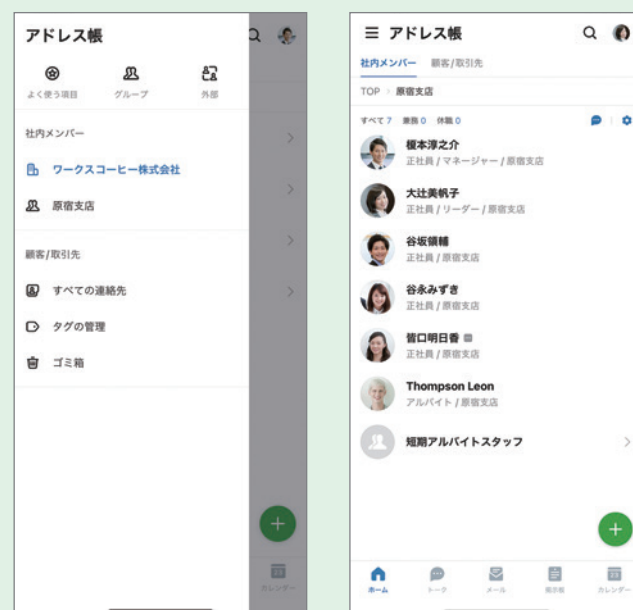 アドレス帳
よく使う項目 グループ 外部
社内メンバー
ワークスコーヒー株式会社
原宿支店
顧客/取引先
すべての連絡先
タグの管理
ゴミ箱
カレンダー
アドレス帳
社内メンバー 顧客/取引先
TOP > 原宿支店
すべて 7 兼務 0 休職 0
榎本淳之介
正社員 / マネージャー / 原宿支店
大辻美帆子
正社員 / リーダー / 原宿支店
谷坂領輔
正社員 / 原宿支店
谷永みずき
正社員 / 原宿支店
皆口明日香
正社員 / 原宿支店
Thompson Leon
アルバイト / 原宿支店
短期アルバイトスタッフ
ホーム トーク メール 掲示板 カレンダー